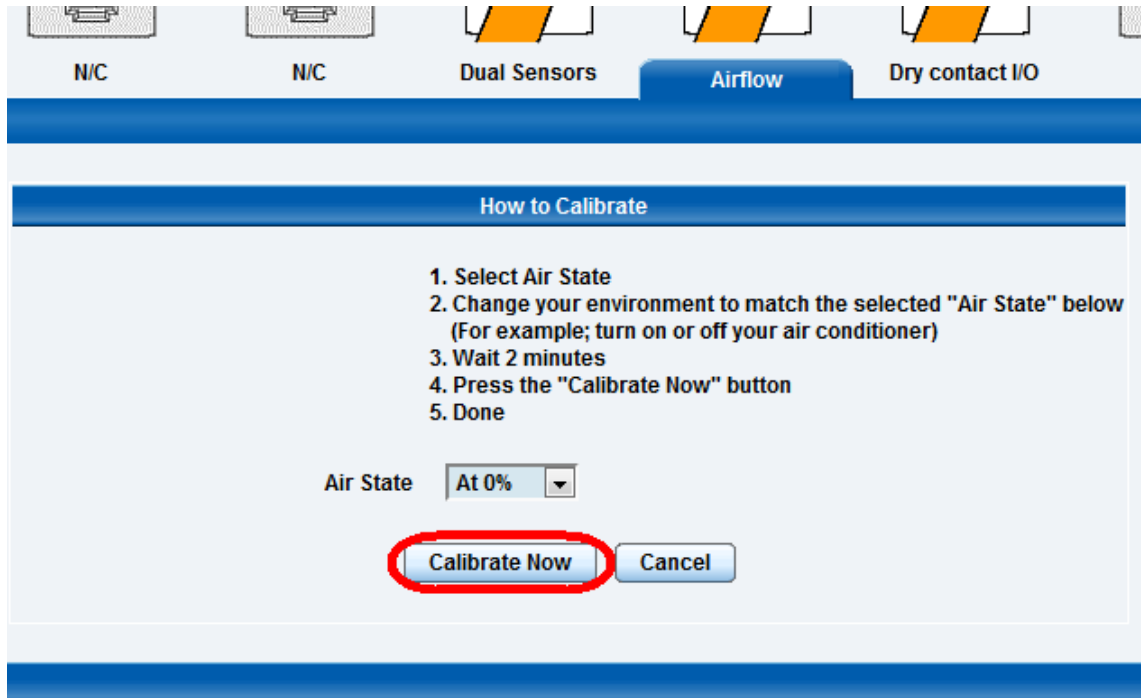 N/C
N/C
Dual Sensors
Airflow
Dry contact I/O
How to Calibrate
1. Select Air State
2. Change your environment to match the selected "Air State" below
(For example; turn on or off your air conditioner)
3. Wait 2 minutes
4. Press the "Calibrate Now" button
5. Done
Air State At 0%
Calibrate Now Cancel